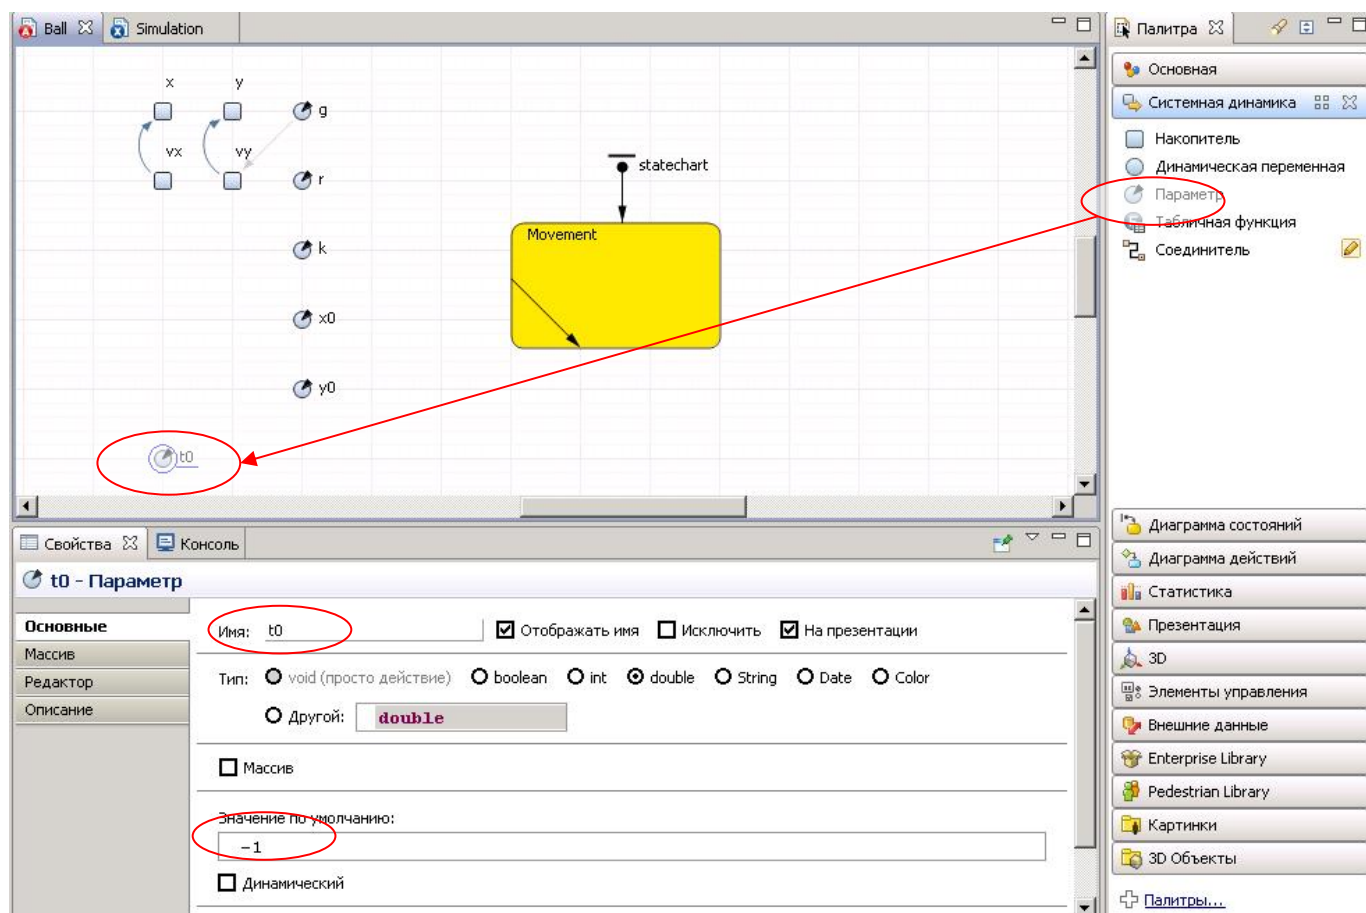 Ball Simulation
x y
g
vx vy
r
k
x0
y0
t0
statechart
Movement
Палитра
Основная
Системная динамика
Накопитель
Динамическая переменная
Параметр
Табличная функция
Соединитель
Диаграмма состояний
Диаграмма действий
Статистика
Презентация
3D
Элементы управления
Внешние данные
Enterprise Library
Pedestrian Library
Картинки
3D Объекты
Палитры...
Свойства Консоль
t0 - Параметр
Основные
Массив
Редактор
Описание
Имя: t0 Отображать имя Исключить На презентации
Тип: void (просто действие) boolean int double String Date Color
Другой: double
Массив
Значение по умолчанию:
-1
Динамический